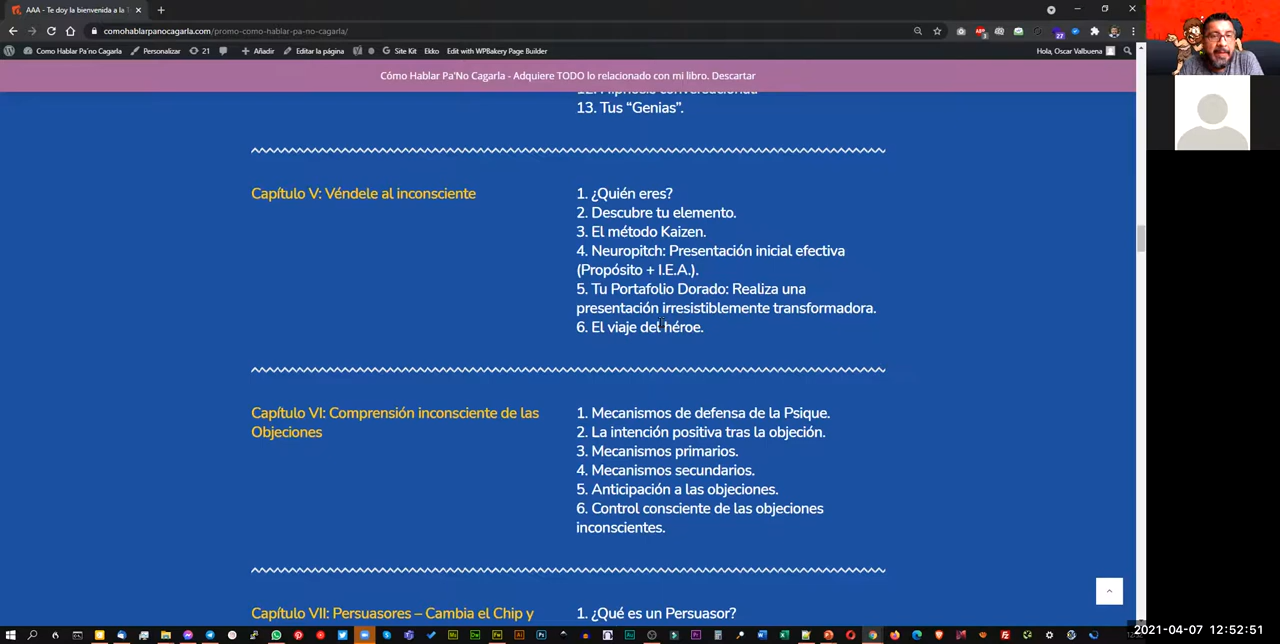 AAA - Te doy la bienvenida a la T
comohablarpanocagarla.com/promo-como-hablar-pa-no-cagarla/
Como Hablar Pa'no Cagarla Personalizar 21 Añadir Editar la página Site Kit Ekko Edit with WPBakery Page Builder Hola, Oscar Valbuena
Cómo Hablar Pa'No Cagarla - Adquiere TODO lo relacionado con mi libro. Descartar
13. Tus “Genias”.
Capítulo V: Véndele al inconsciente
1. ¿Quién eres?
2. Descubre tu elemento.
3. El método Kaizen.
4. Neuropitch: Presentación inicial efectiva
(Propósito + I.E.A.).
5. Tu Portafolio Dorado: Realiza una
presentación irresistiblemente transformadora.
6. El viaje del héroe.
Capítulo VI: Comprensión inconsciente de las
Objeciones
1. Mecanismos de defensa de la Psique.
2. La intención positiva tras la objeción.
3. Mecanismos primarios.
4. Mecanismos secundarios.
5. Anticipación a las objeciones.
6. Control consciente de las objeciones
inconscientes.
Capítulo VII: Persuasores – Cambia el Chip y
1. ¿Qué es un Persuasor?
2021-04-07 12:52:51